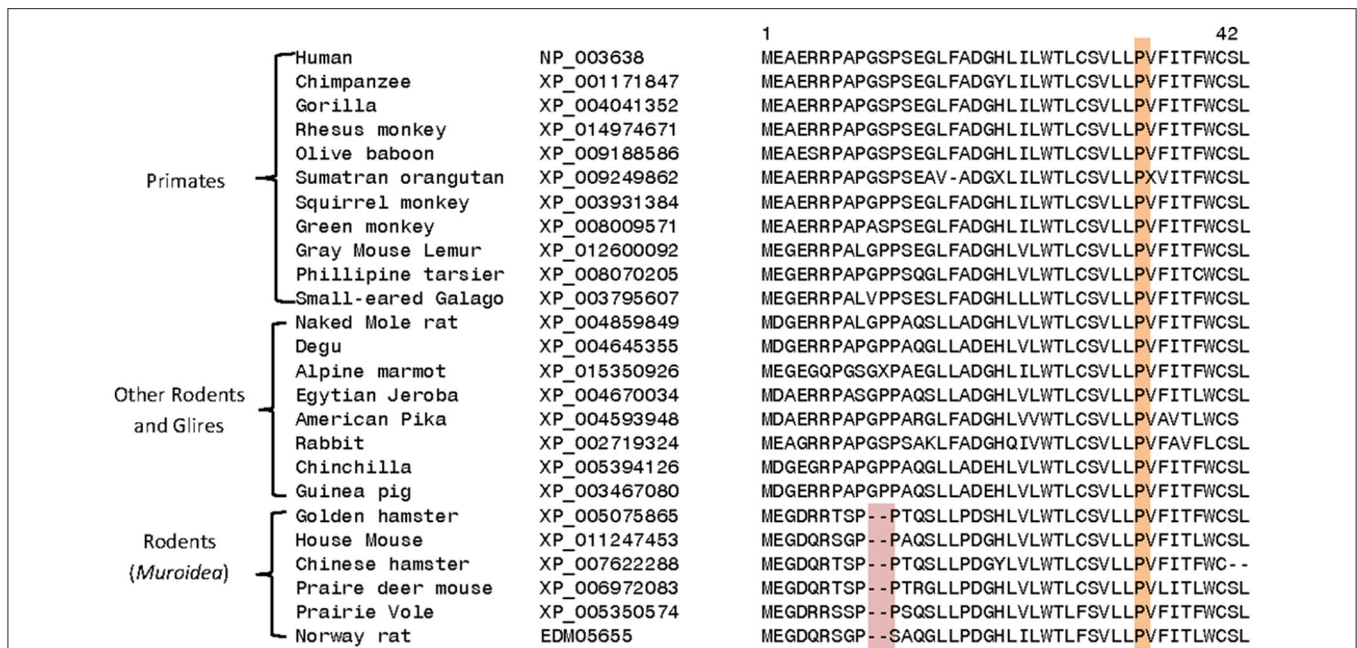 1 42
Human NP_003638 MEAERRPAPGSPSEGLFADGHLILWTLCSVLLPVFITFWCSL
Chimpanzee XP_001171847 MEAERRPAPGSPSEGLFADGYLILWTLCSVLLPVFITFWCSL
Gorilla XP_004041352 MEAERRPAPGSPSEGLFADGHLILWTLCSVLLPVFITFWCSL
Rhesus monkey XP_014974671 MEAERRPAPGSPSEGLFADGHLILWTLCSVLLPVFITFWCSL
Olive baboon XP_009188586 MEAESRPAPGSPSEGLFADGHLILWTLCSVLLPVFITFWCSL
Primates
Sumatran orangutan XP_009249862 MEAERRPAPGSPSEAV-ADGXLILWTLCSVLLPXVITFWCSL
Squirrel monkey XP_003931384 MEAERRPAPGPPSEGLFADGHLILWTLCSVLLPVFITFWCSL
Green monkey XP_008009571 MEAERRPAPASPSEGLFADGHLILWTLCSVLLPVFITFWCSL
Gray Mouse Lemur XP_012600092 MEGERRPALGPPSEGLFADGHLVLWTLCSVLLPVFITFWCSL
Phillipine tarsier XP_008070205 MEGERRPAPGPPSQGLFADGHLVLWTLCSVLLPVFITCWCSL
Small-eared Galago XP_003795607 MEGERRPALVPPSESLFADGHLLLWTLCSVLLPVFITFWCSL
Naked Mole rat XP_004859849 MDGERRPALGPPAQSLLADGHLVLWTLCSVLLPVFITFWCSL
Degu XP_004645355 MDGERRPAPGPPAQSLLADEHLVLWTLCSVLLPVFITFWCSL
Alpine marmot XP_015350926 MEGEGQPGSGXPAEGLLADGHLILWTLCSVLLPVFITFWCSL
Other Rodents
and Glires
Egytian Jeroba XP_004670034 MDAERRPASGPPAQSLLADGHLVLWTLCSVLLPVFITFWCSL
American Pika XP_004593948 MDAERRPAPGPPARGLFADGHLVVWTLCSVLLPVAVTLWCS
Rabbit XP_002719324 MEAGRRPAPGSPSAKLFADGHQIVWTLCSVLLPVFAVFLCSL
Chinchilla XP_005394126 MDGEGRPAPGPPAQGLLADEHLVLWTLCSVLLPVFITFWCSL
Guinea pig XP_003467080 MDGERRPAPGPPAQSLLADEHLVLWTLCSVLLPVFITFWCSL
Golden hamster XP_005075865 MEGDRRTSP--PTQSLLPDSHLVLWTLCSVLLPVFITFWCSL
Rodents
(Muroidea)
House Mouse XP_011247453 MEGDQRSGP--PAQSLLPDGHLVLWTLCSVLLPVFITLWCSL
Chinese hamster XP_007622288 MEGDQRTSP--PTQSLLPDGYLVLWTLCSVLLPVFITFWC--
Praire deer mouse XP_006972083 MEGDQRTSP--PTRGLLPDGHLVLWTLCSVLLPVLITLWCSL
Prairie Vole XP_005350574 MEGDRRSSP--PSQSLLPDGHLVLWTLFSVLLPVLITFWCSL
Norway rat EDM05655 MEGDQRSGP--SAQGLLPDGHLILWTLFSVLLPVFITLWCSL